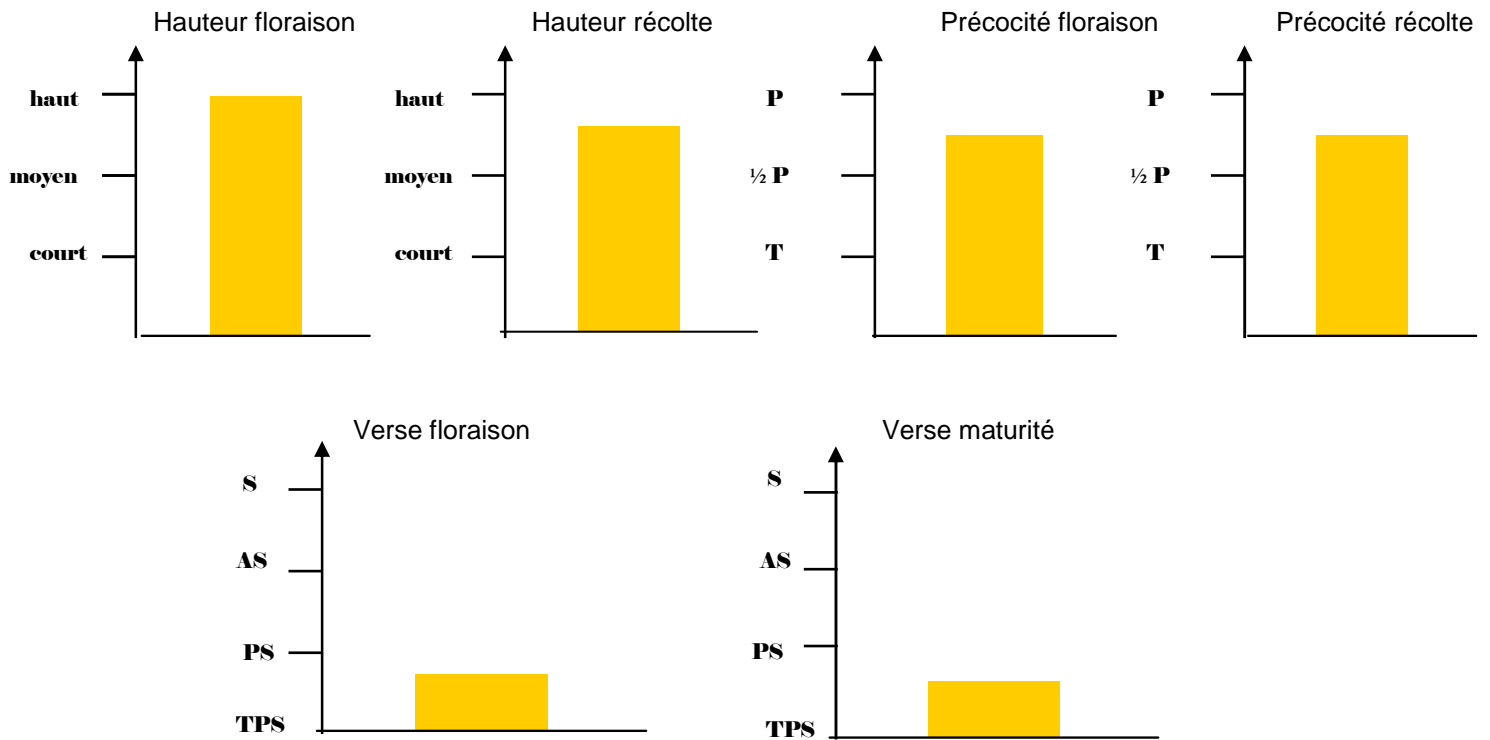 Hauteur floraison
haut
moyen
court
Hauteur récolte
haut
moyen
court
Précocité floraison
P
½ P
T
Précocité récolte
P
½ P
T
Verse floraison
S
AS
PS
TPS
Verse maturité
S
AS
PS
TPS